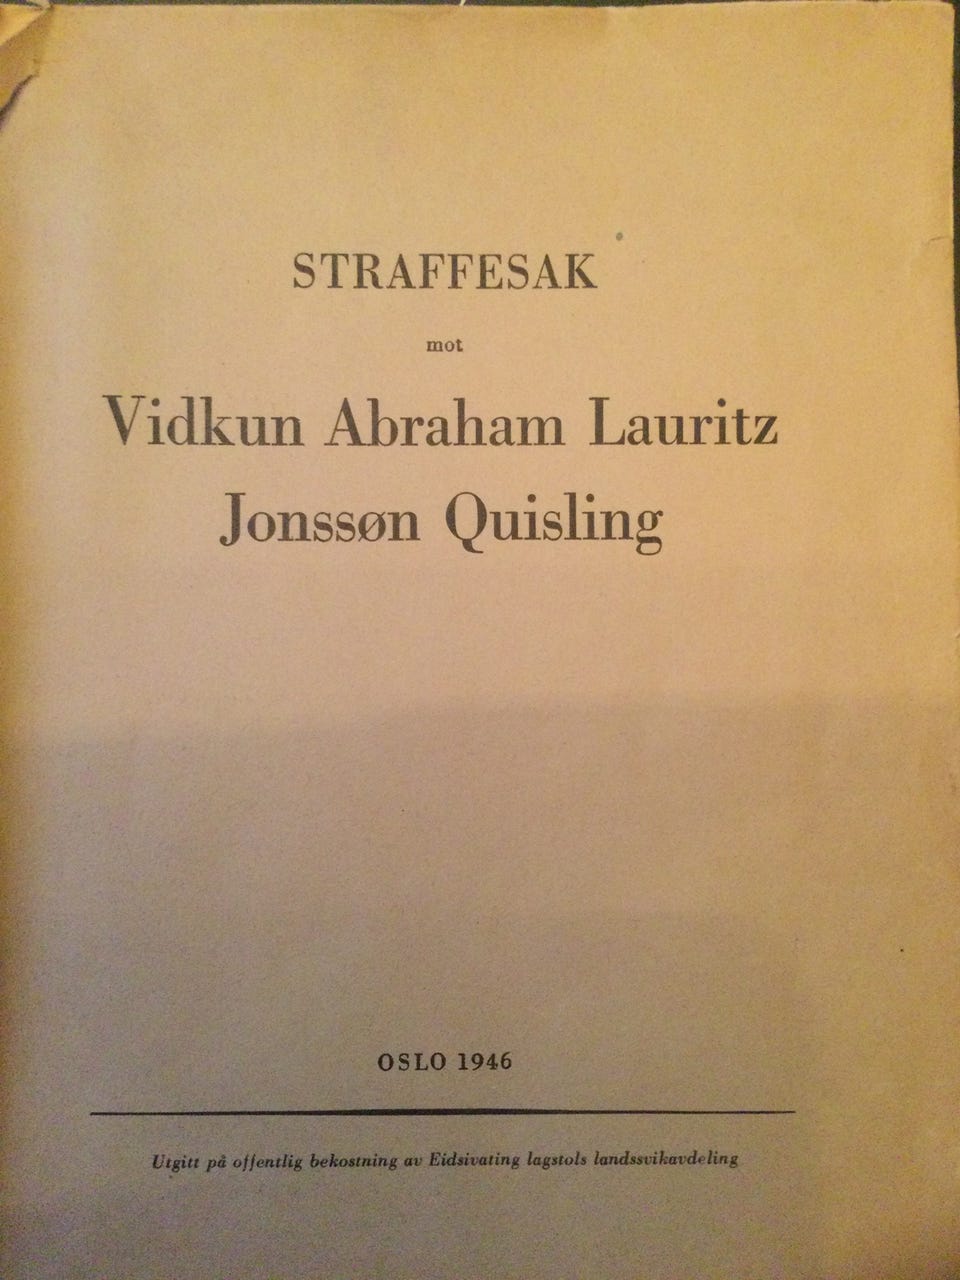 STRAFFESAK
mot
Vidkun Abraham Lauritz
Jonssøn Quisling
OSLO 1946
Utgitt på offentlig bekostning av Eidsivating lagstols landssvikavdeling